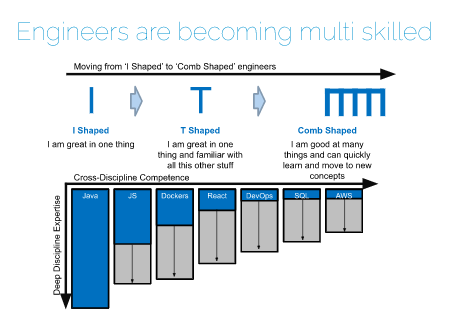 Engineers are becoming multi skilled
Moving from 'I Shaped' to 'Comb Shaped' engineers
I Shaped
I am great in one thing
T Shaped
I am great in one
thing and familiar with
all this other stuff
Comb Shaped
I am good at many
things and can quickly
learn and move to new
concepts
Cross-Discipline Competence
Deep Discipline Expertise
Java
JS
Dockers
React
DevOps
SQL
AWS